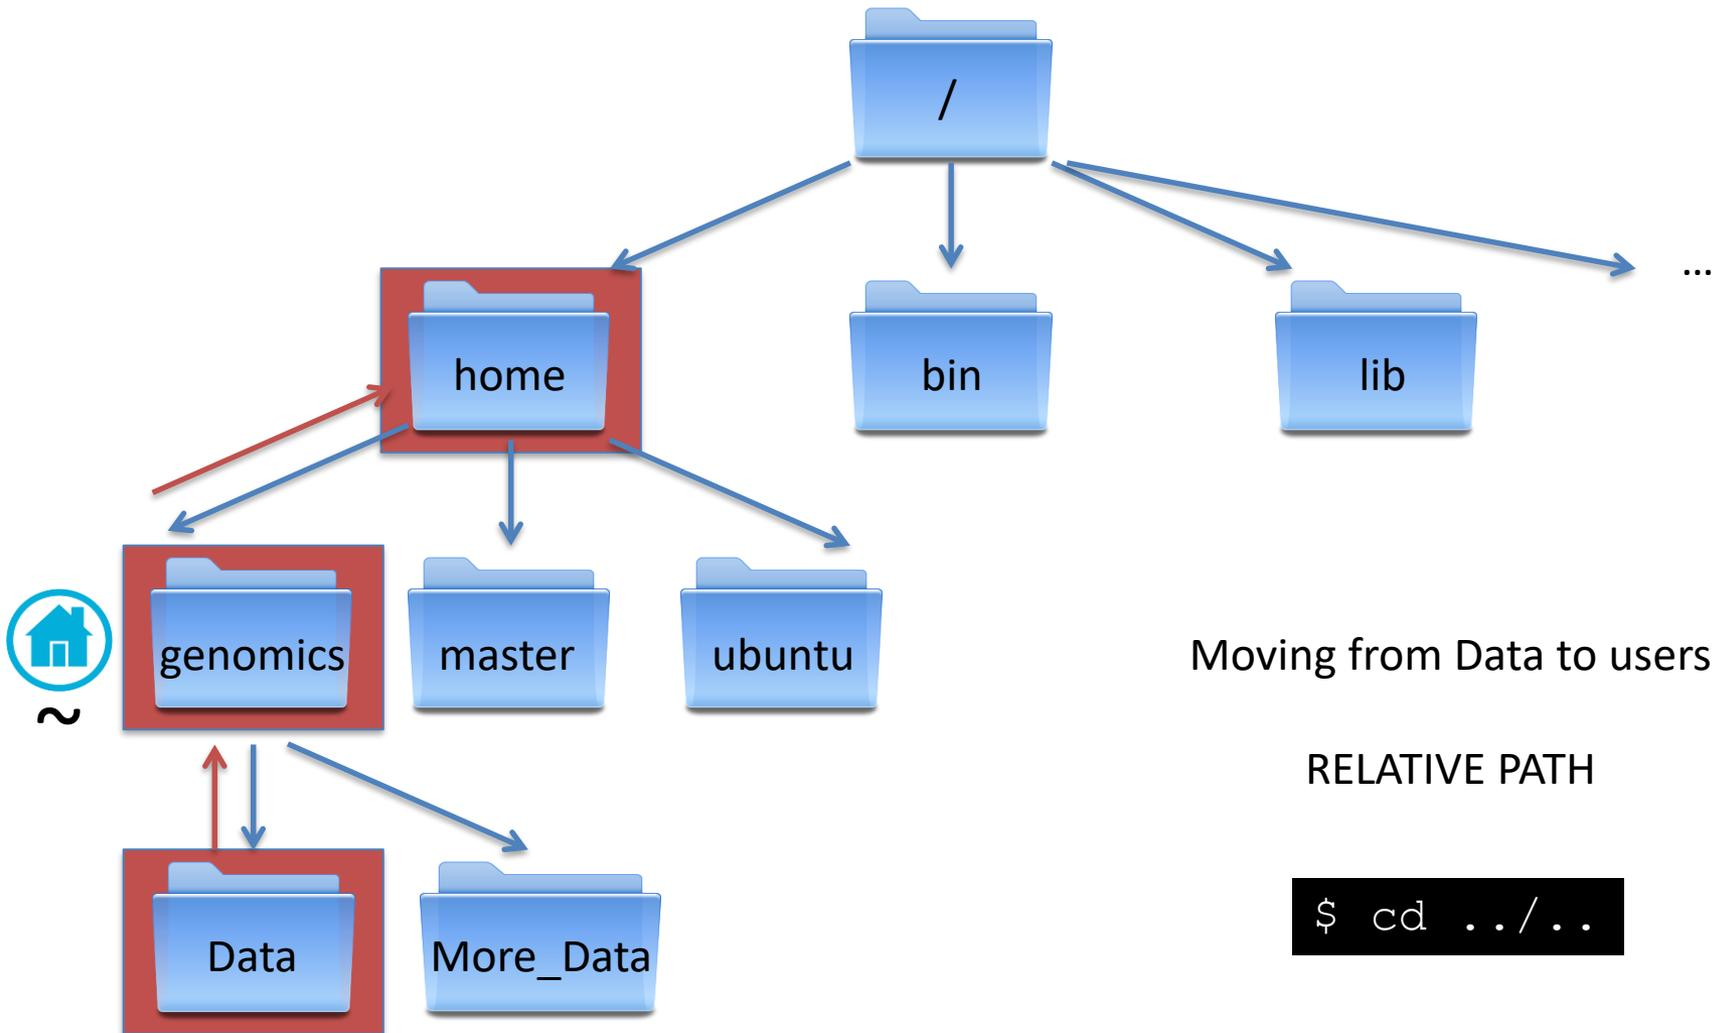 /
...
home
bin
lib
genomics
master
ubuntu
~
Moving from Data to users
RELATIVE PATH
Data
More_Data
$ cd ../..